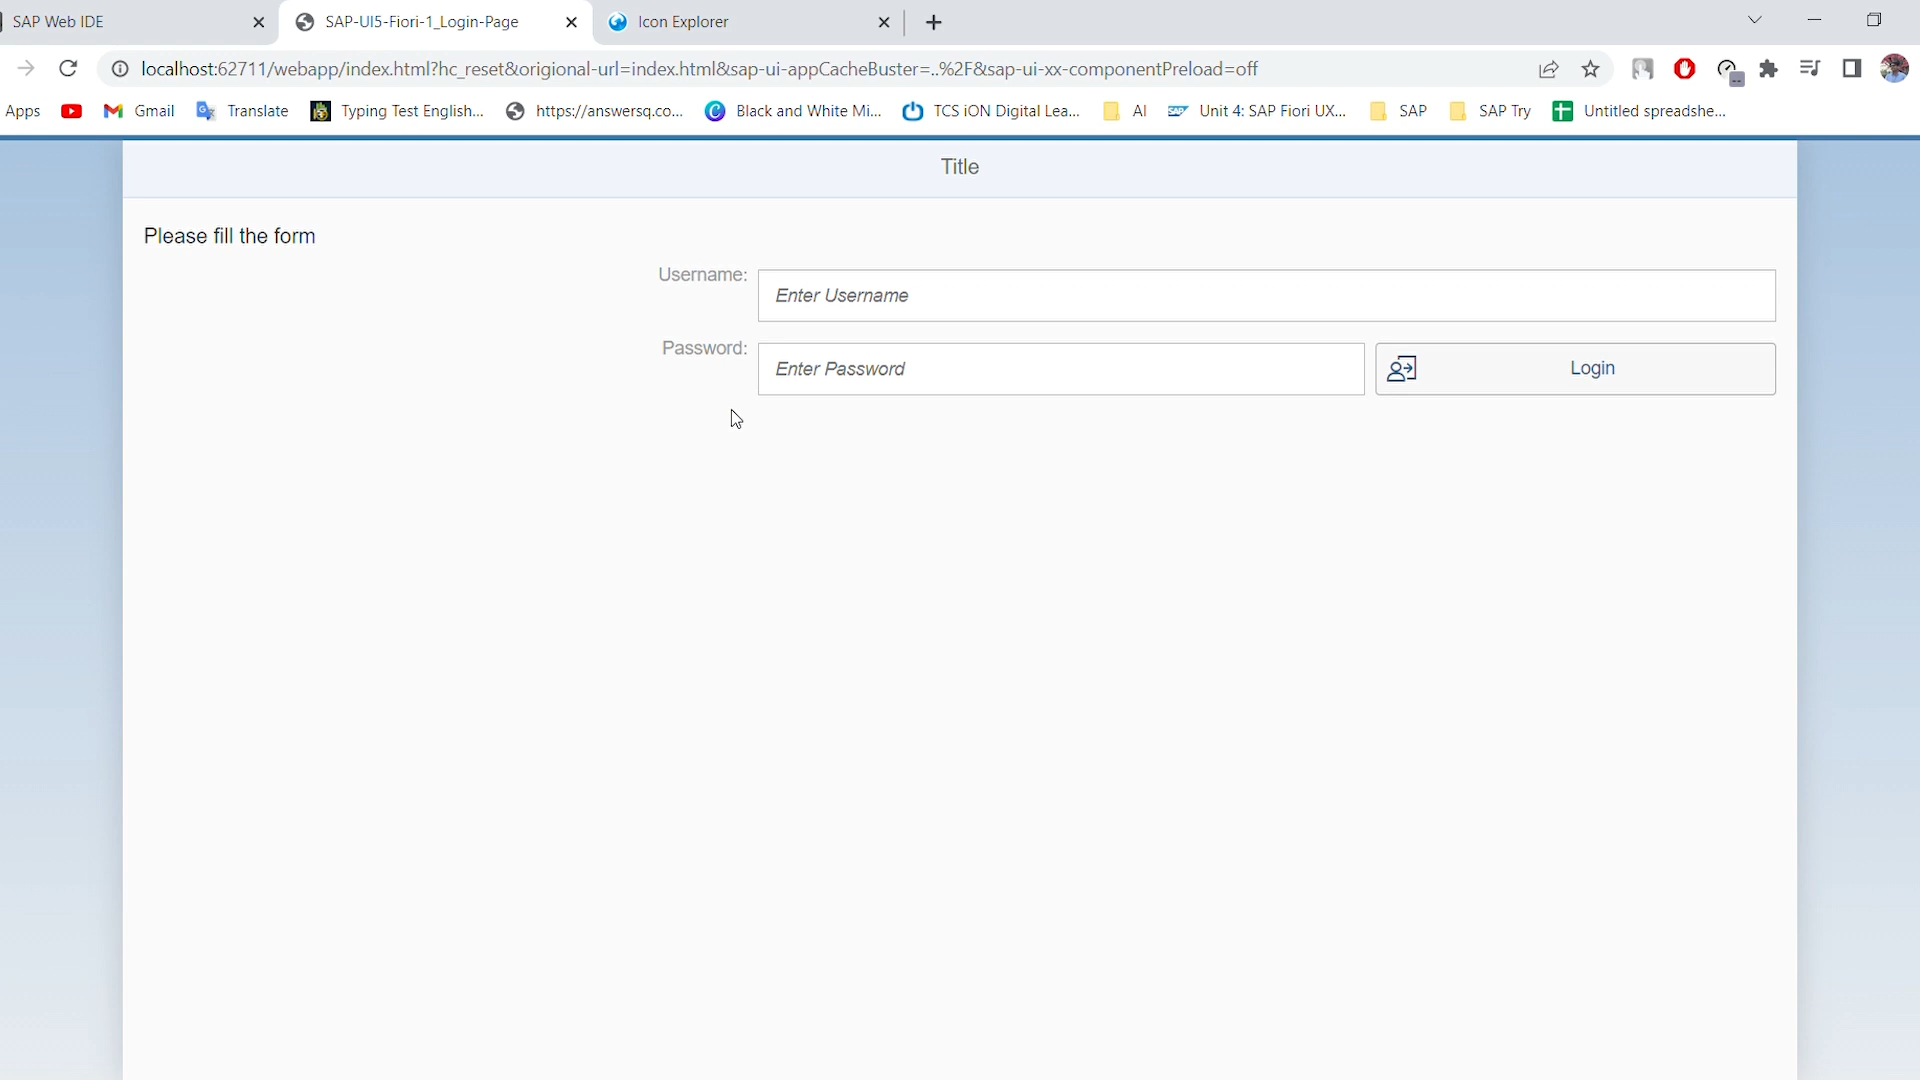 SAP Web IDE
SAP-UI5-Fiori-1_Login-Page
Icon Explorer
localhost:62711/webapp/index.html?hc_reset&origional-url=index.html&sap-ui-appCacheBuster=..%2F&sap-ui-xx-componentPreload=off
Apps Gmail Translate Typing Test English... https://answersq.co... Black and White Mi... TCS iON Digital Lea... AI Unit 4: SAP Fiori UX... SAP SAP Try Untitled spreadshe...
Title
Please fill the form
Username: Enter Username
Password: Enter Password Login